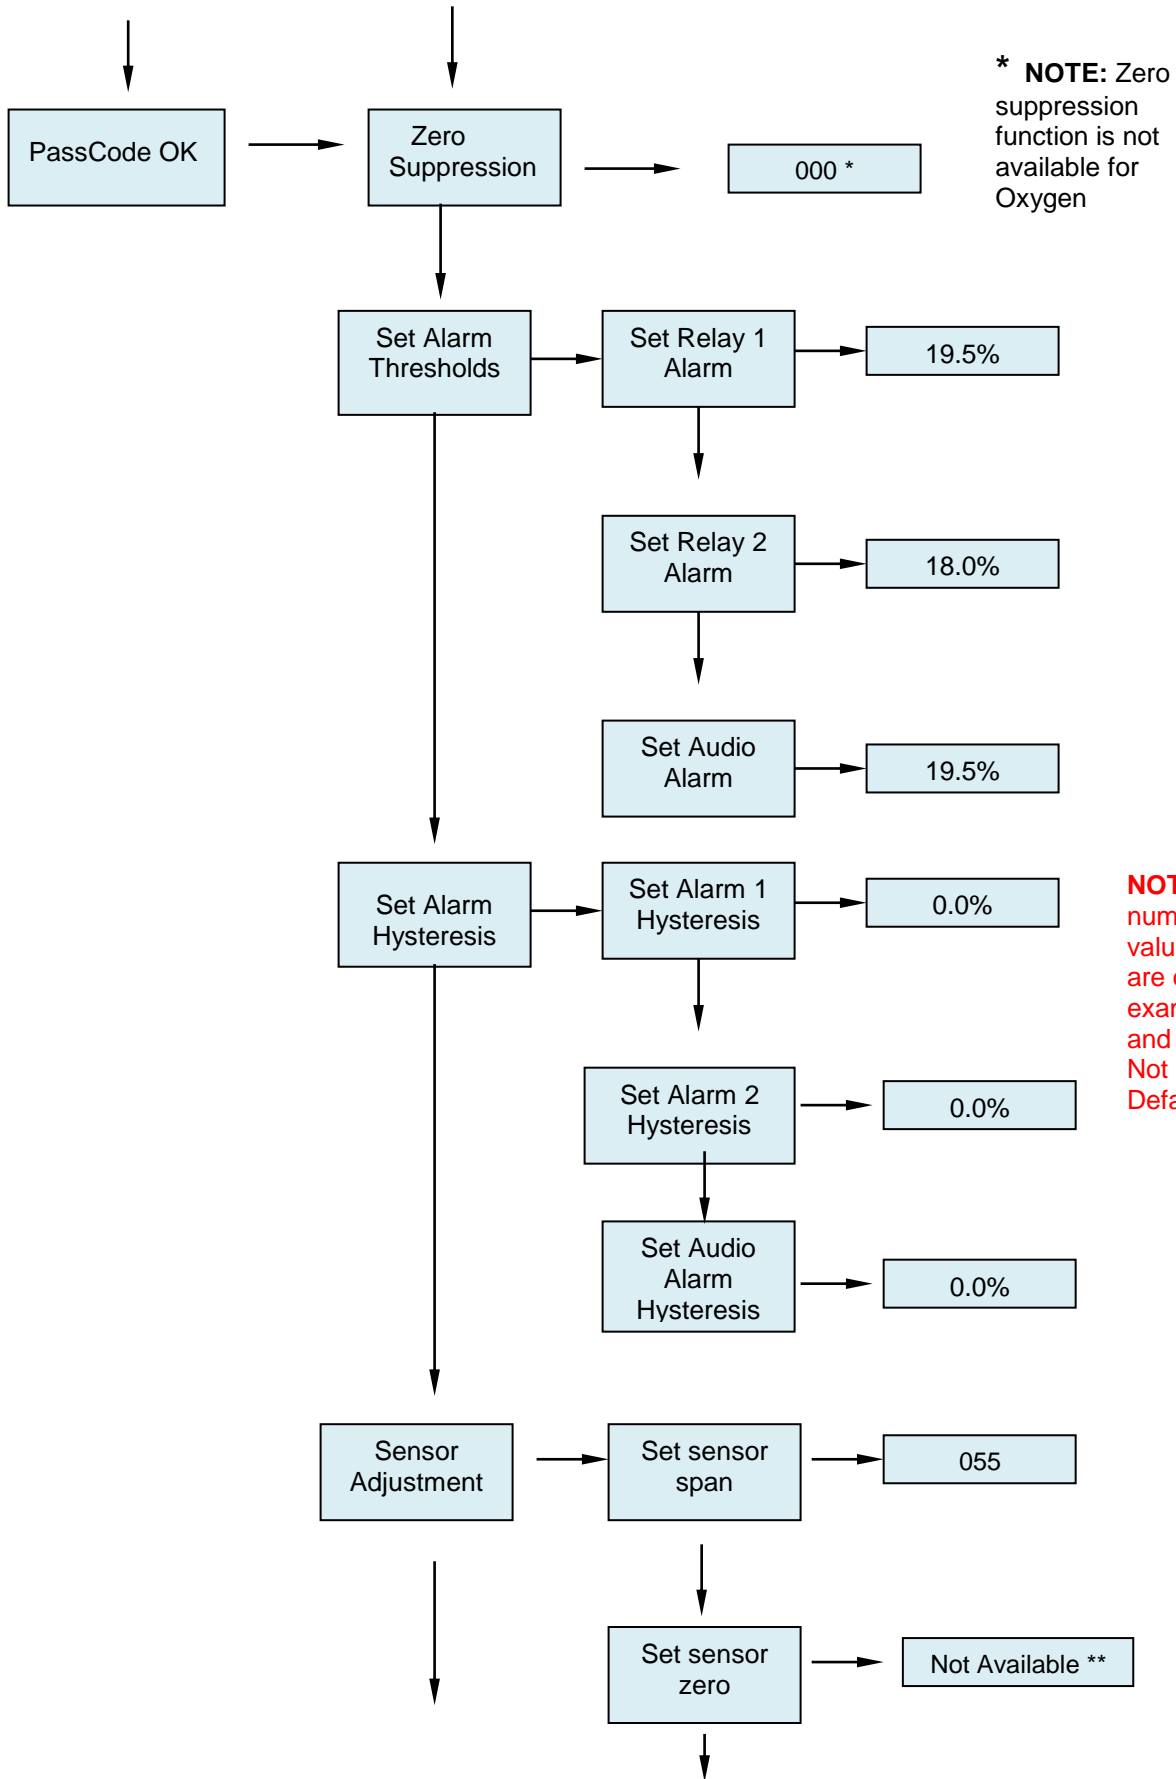 * NOTE: Zero
suppression
function is not
available for
Oxygen
PassCode OK
Zero
Suppression
000 *
Set Alarm
Thresholds
Set Relay 1
Alarm
19.5%
Set Relay 2
Alarm
18.0%
Set Audio
Alarm
19.5%
Set Alarm
Hysteresis
Set Alarm 1
Hysteresis
0.0%
and
Not
Set Alarm 2
Hysteresis
0.0%
are
Set Audio
Alarm
Hysteresis
0.0%
Sensor
Adjustment
Set sensor
span
055
Set sensor
zero
Not Available **